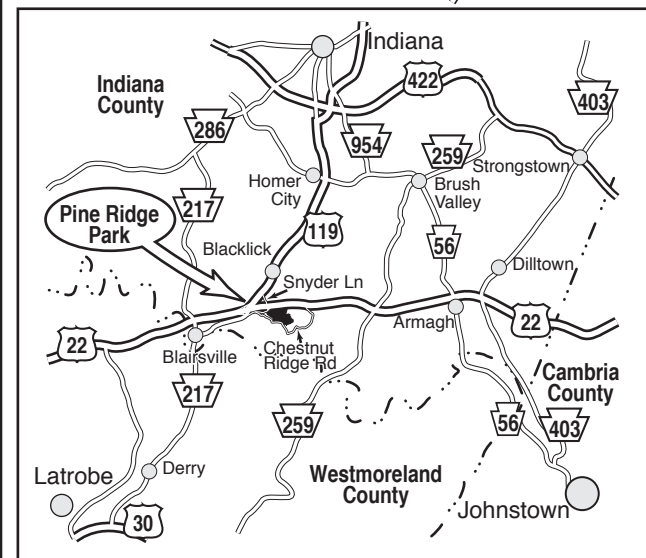 Indiana
Indiana
County
422
403
286
954
259
Strongstown
Homer
City
Brush
Valley
217
Pine Ridge
Park
119
56
Blacklick
Dilltown
Snyder Ln
Armagh
22
22
Blairsville
Chestnut
Ridge Rd
Cambria
County
217
259
56
403
Westmoreland
County
Latrobe
Derry
Johnstown
30